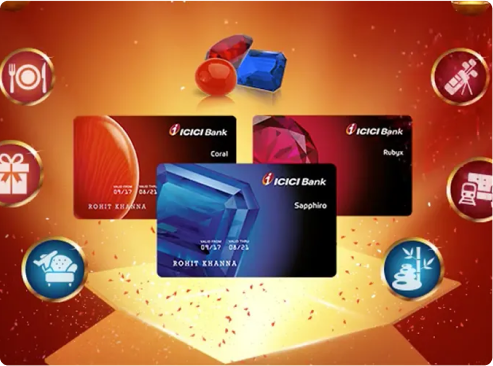 ICICI Bank
Coral
VALID FROM VALID THRU
09/17 08/21
ROHIT KHANNA
ICICI Bank
Rubyx
ICICI Bank
Sapphiro
VALID FROM VALID THRU
09/17 08/21
ROHIT KHANNA